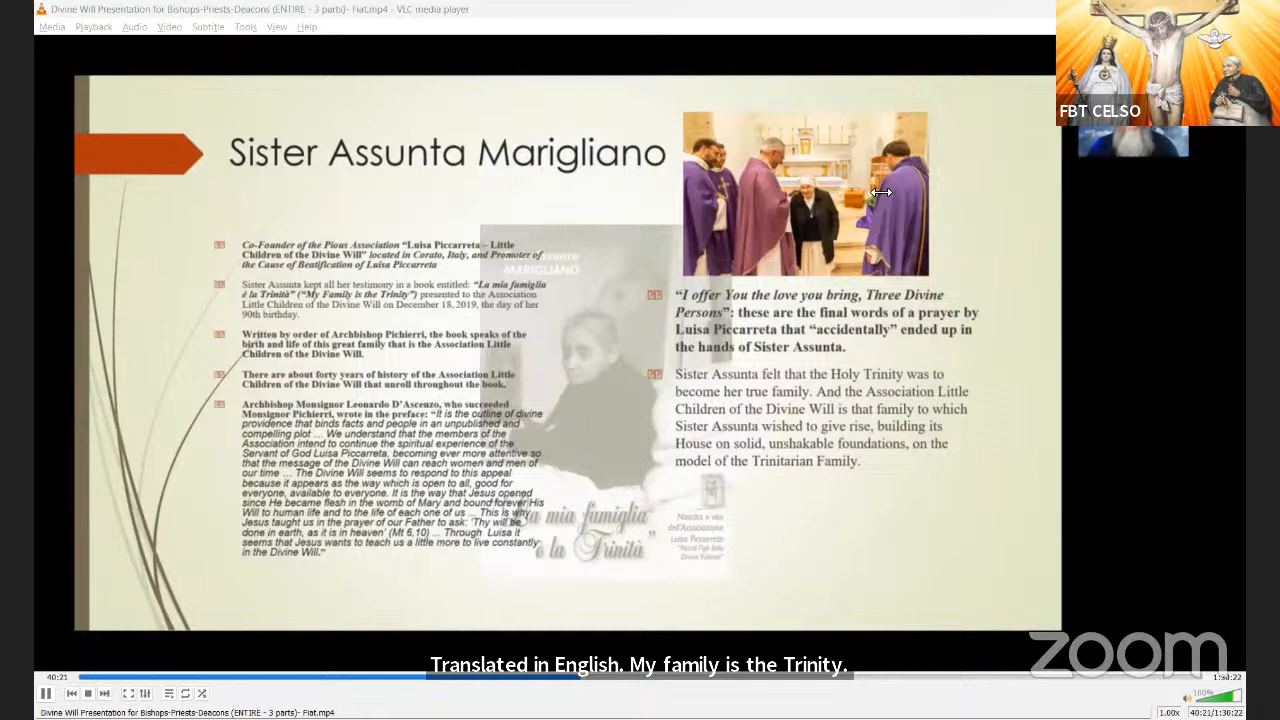 Divine Will Presentation for Bishops-Priests-Deacons (ENTIRE - 3 parts)- Fiat.mp4 - VLC media player
Media Playback Audio Video Subtitle Tools View Help
FBT CELSO
Sister Assunta Marigliano
Co-Founder of the Pious Association “Luisa Piccarreta – Little
Children of the Divine Will” located in Corato, Italy, and Promoter of
the Cause of Beatification of Luisa Piccarreta
Sister Assunta kept all her testimony in a book entitled: “La mia famiglia
è la Trinità” (“My Family is the Trinity”) presented to the Association
Little Children of the Divine Will on December 18, 2019, the day of her
90th birthday.
Written by order of Archbishop Pichierri, the book speaks of the
birth and life of this great family that is the Association Little
Children of the Divine Will.
There are about forty years of history of the Association Little
Children of the Divine Will that unroll throughout the book.
Archbishop Monsignor Leonardo D’Ascenzo, who succeeded
Monsignor Pichierri, wrote in the preface: “It is the outline of divine
providence that binds facts and people in an unpublished and
compelling plot … We understand that the members of the
Association intend to continue the spiritual experience of the
Servant of God Luisa Piccarreta, becoming ever more attentive so
that the message of the Divine Will can reach women and men of
our time … The Divine Will seems to respond to this appeal
because it appears as the way which is open to all, good for
everyone, available to everyone. It is the way that Jesus opened
since He became flesh in the womb of Mary and bound forever His
Will to human life and to the life of each one of us ... This is why
Jesus taught us in the prayer of our Father to ask: ‘Thy will be
done in earth, as it is in heaven’ (Mt 6,10) ... Through Luisa it
seems that Jesus wants to teach us a little more to live constantly
in the Divine Will.”
MARIGLIANO
mia famiglia
è la Trinità”
Nascita e vita
dell'Associazione
Luisa Piccarreta
"Piccoli Figli della
Divina Volontà"
“I offer You the love you bring, Three Divine
Persons”: these are the final words of a prayer by
Luisa Piccarreta that “accidentally” ended up in
the hands of Sister Assunta.
Sister Assunta felt that the Holy Trinity was to
become her true family. And the Association Little
Children of the Divine Will is that family to which
Sister Assunta wished to give rise, building its
House on solid, unshakable foundations, on the
model of the Trinitarian Family.
Translated in English. My family is the Trinity.
zoom
40:21
1:30:22
100%
Divine Will Presentation for Bishops-Priests-Deacons (ENTIRE - 3 parts)- Fiat.mp4
1.00x
40:21/1:30:22